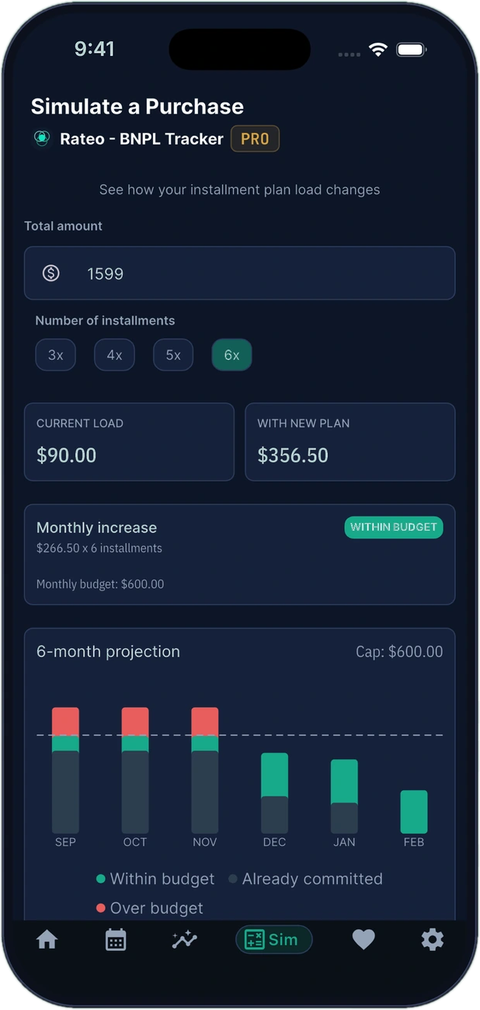 9:41
Simulate a Purchase
Rateo - BNPL Tracker PRO
See how your installment plan load changes
Total amount
1599
Number of installments
3x 4x 5x 6x
CURRENT LOAD WITH NEW PLAN
$90.00 $356.50
Monthly increase WITHIN BUDGET
$266.50 x 6 installments
Monthly budget: $600.00
6-month projection Cap: $600.00
SEP OCT NOV DEC JAN FEB
Within budget Already committed
Over budget
Sim